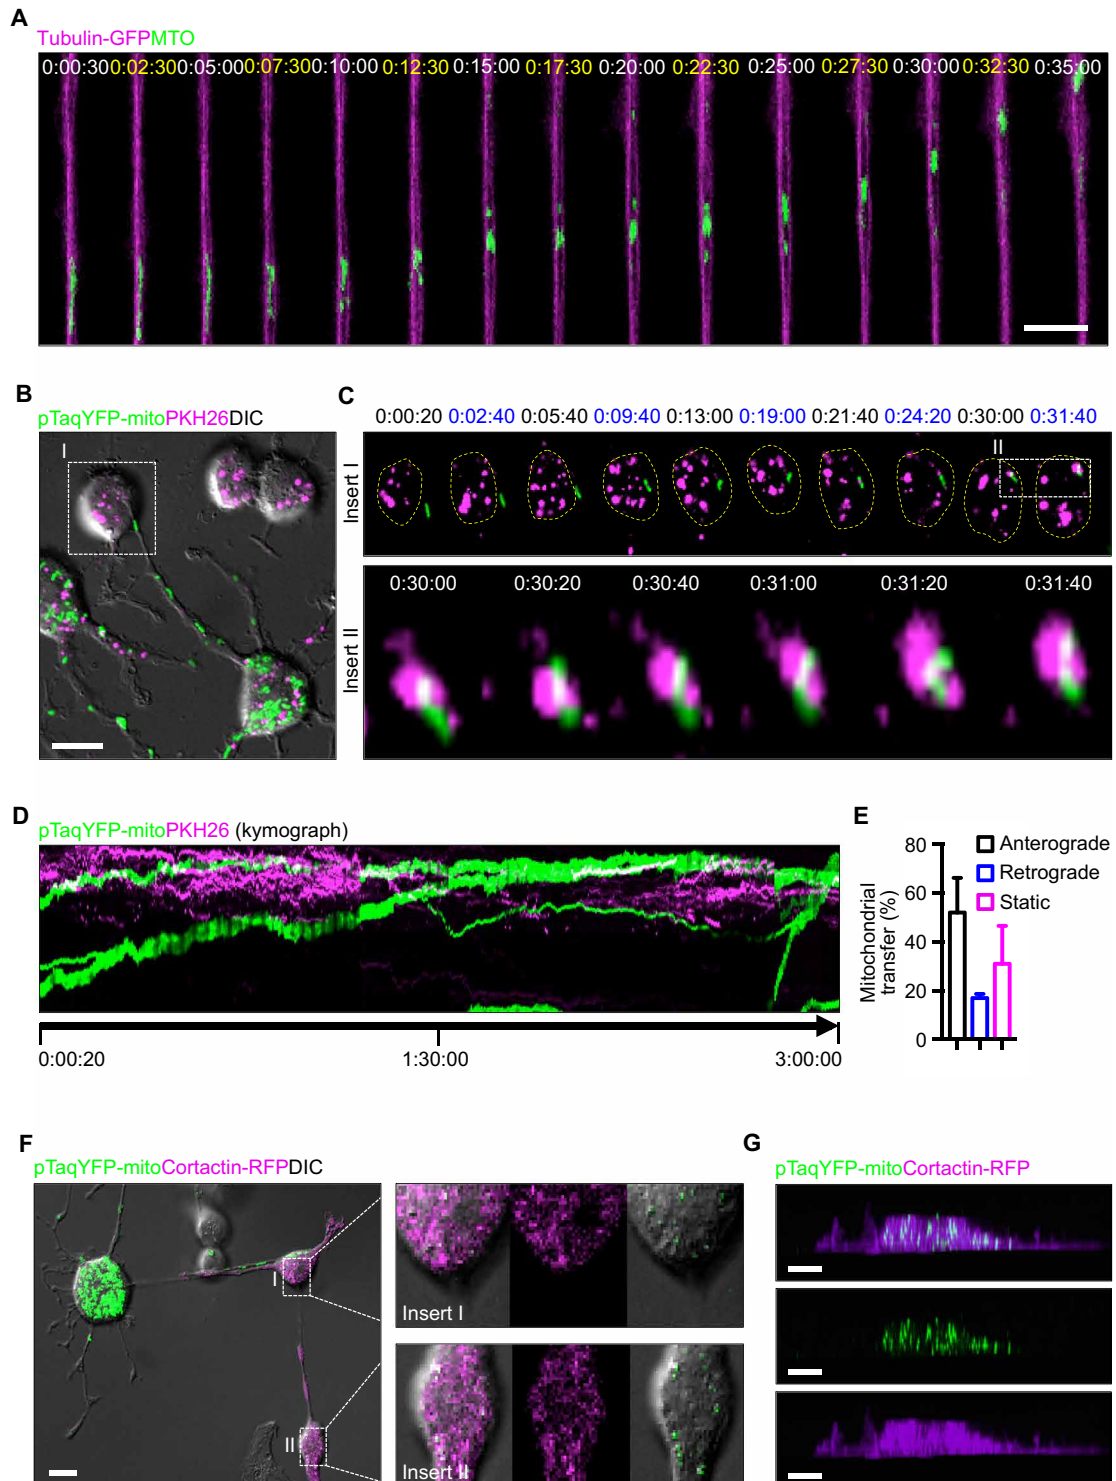 A
Tubulin-GFPMTO
0:00:30 0:02:30 0:05:00 0:07:30 0:10:00 0:12:30 0:15:00 0:17:30 0:20:00 0:22:30 0:25:00 0:27:30 0:30:00 0:32:30 0:35:00
B
pTaqYFP-mitoPKH26DIC
I
C
0:00:20 0:02:40 0:05:40 0:09:40 0:13:00 0:19:00 0:21:40 0:24:20 0:30:00 0:31:40
Insert I
II
Insert II
0:30:00 0:30:20 0:30:40 0:31:00 0:31:20 0:31:40
D
pTaqYFP-mitoPKH26 (kymograph)
0:00:20 1:30:00 3:00:00
E
Mitochondrial
transfer (%)
80
60
40
20
0
Anterograde
Retrograde
Static
F
pTaqYFP-mitoCortactin-RFPDIC
I
II
Insert I
Insert II
G
pTaqYFP-mitoCortactin-RFP